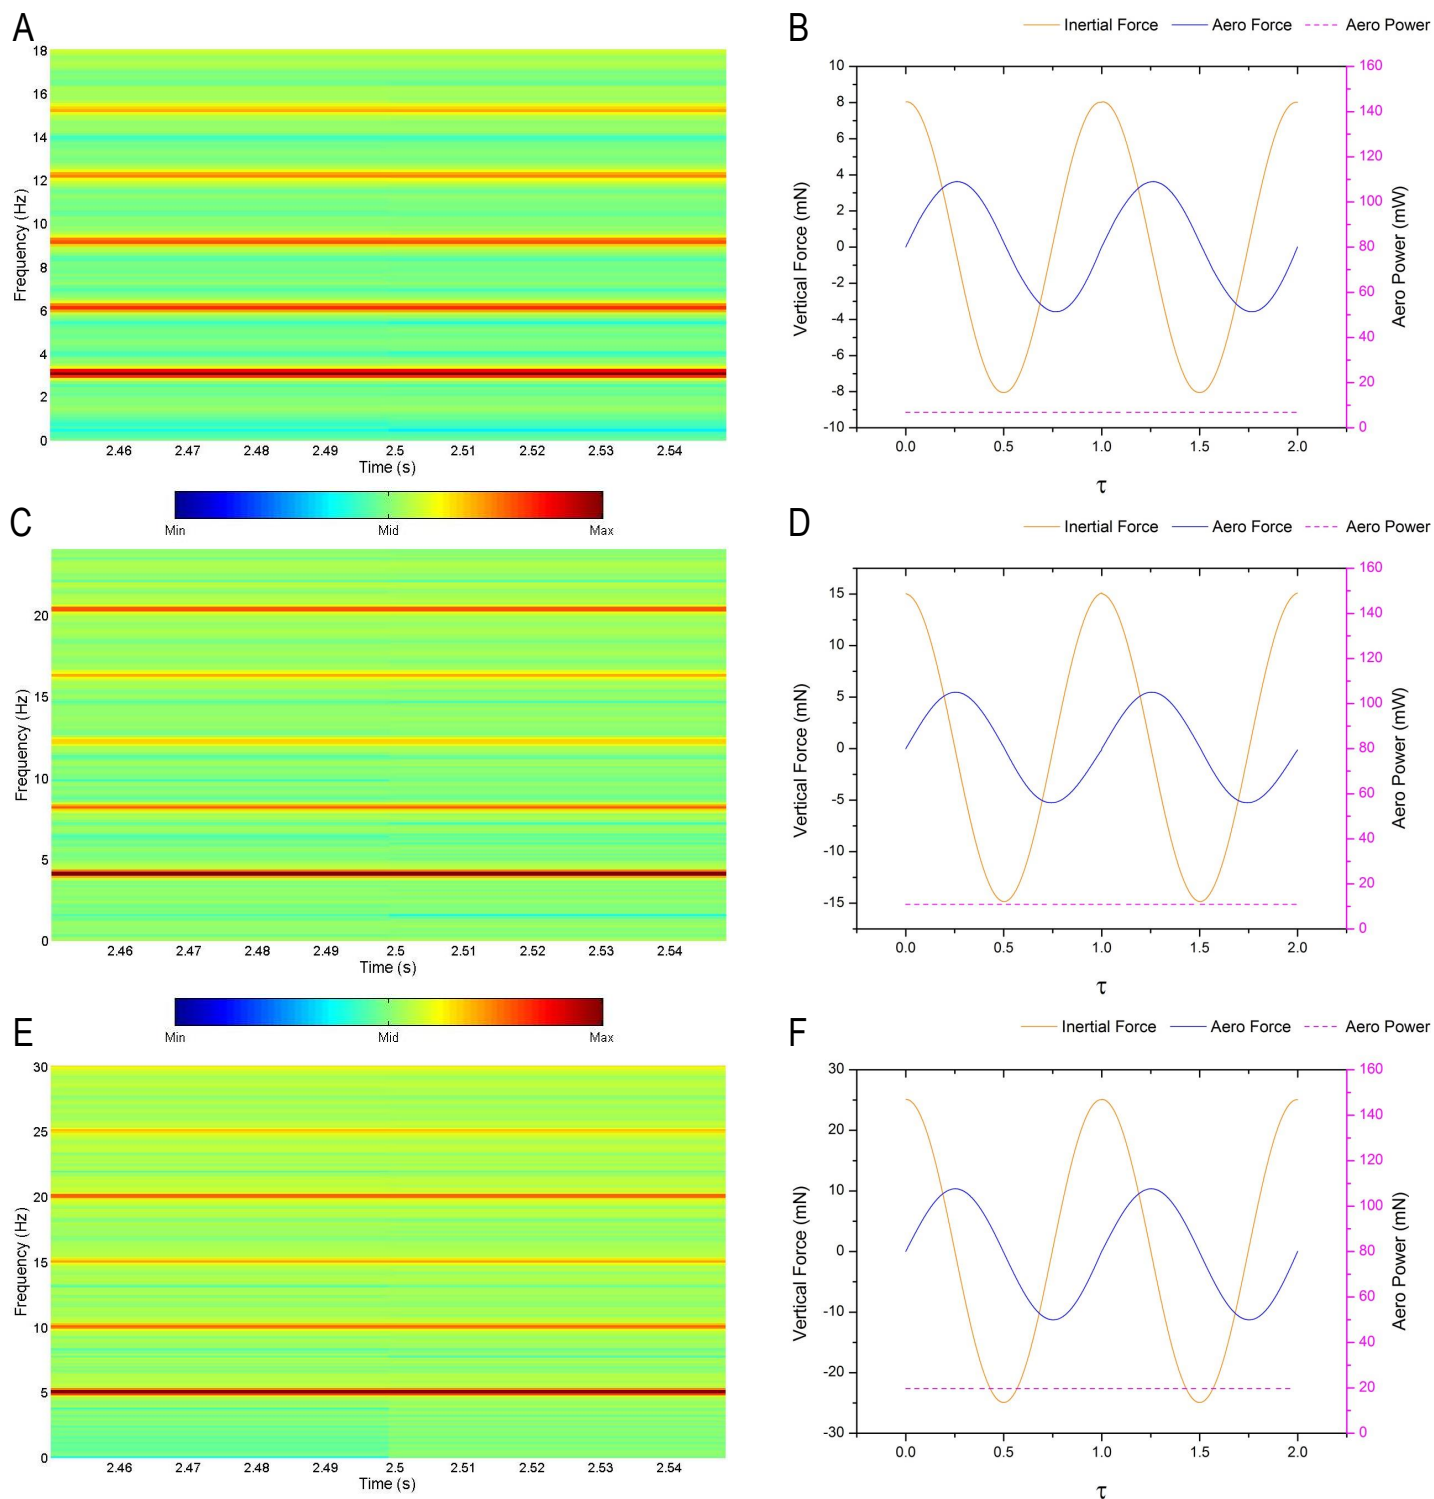 A
18
16
14
12
10
8
6
4
2
0
Frequency (Hz)
2.46 2.47 2.48 2.49 2.5 2.51 2.52 2.53 2.54
Time (s)
Min Mid Max
B
Inertial Force Aero Force Aero Power
10
8
6
4
2
0
-2
-4
-6
-8
-10
Vertical Force (mN)
160
140
120
100
80
60
40
20
0
Aero Power (mW)
0.0 0.5 1.0 1.5 2.0
τ
C
20
15
10
5
0
Frequency (Hz)
2.46 2.47 2.48 2.49 2.5 2.51 2.52 2.53 2.54
Time (s)
Min Mid Max
D
Inertial Force Aero Force Aero Power
15
10
5
0
-5
-10
-15
Vertical Force (mN)
160
140
120
100
80
60
40
20
0
Aero Power (mW)
0.0 0.5 1.0 1.5 2.0
τ
E
30
25
20
15
10
5
0
Frequency (Hz)
2.46 2.47 2.48 2.49 2.5 2.51 2.52 2.53 2.54
Time (s)
F
Inertial Force Aero Force Aero Power
30
20
10
0
-10
-20
-30
Vertical Force (mN)
160
140
120
100
80
60
40
20
0
Aero Power (mN)
0.0 0.5 1.0 1.5 2.0
τ